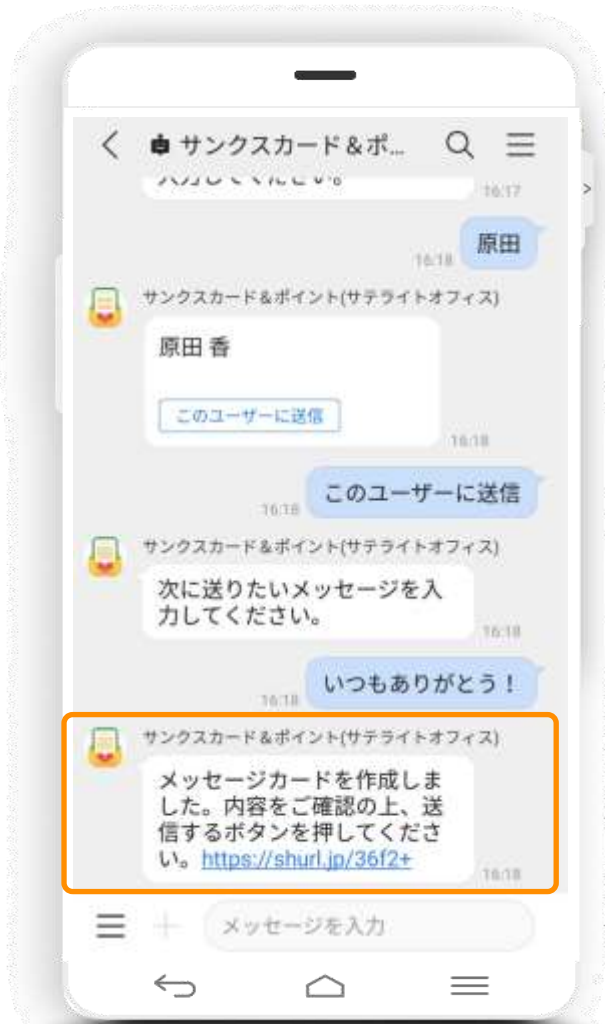 サンクスカード＆ポ...
入力してください。
16:17
原田
16:18
サンクスカード&ポイント(サテライトオフィス)
原田 香
このユーザーに送信
16:18
このユーザーに送信
16:18
サンクスカード&ポイント(サテライトオフィス)
次に送りたいメッセージを入
力してください。
16:18
いつもありがとう！
16:18
サンクスカード&ポイント(サテライトオフィス)
メッセージカードを作成しま
した。内容をご確認の上、送
信するボタンを押してくださ
い。https://shurl.jp/36f2+
16:18
メッセージを入力